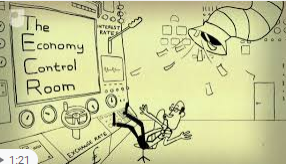 The
Economy
Control
Room
INTEREST
RATES
EXCHANGE RATE
1:21